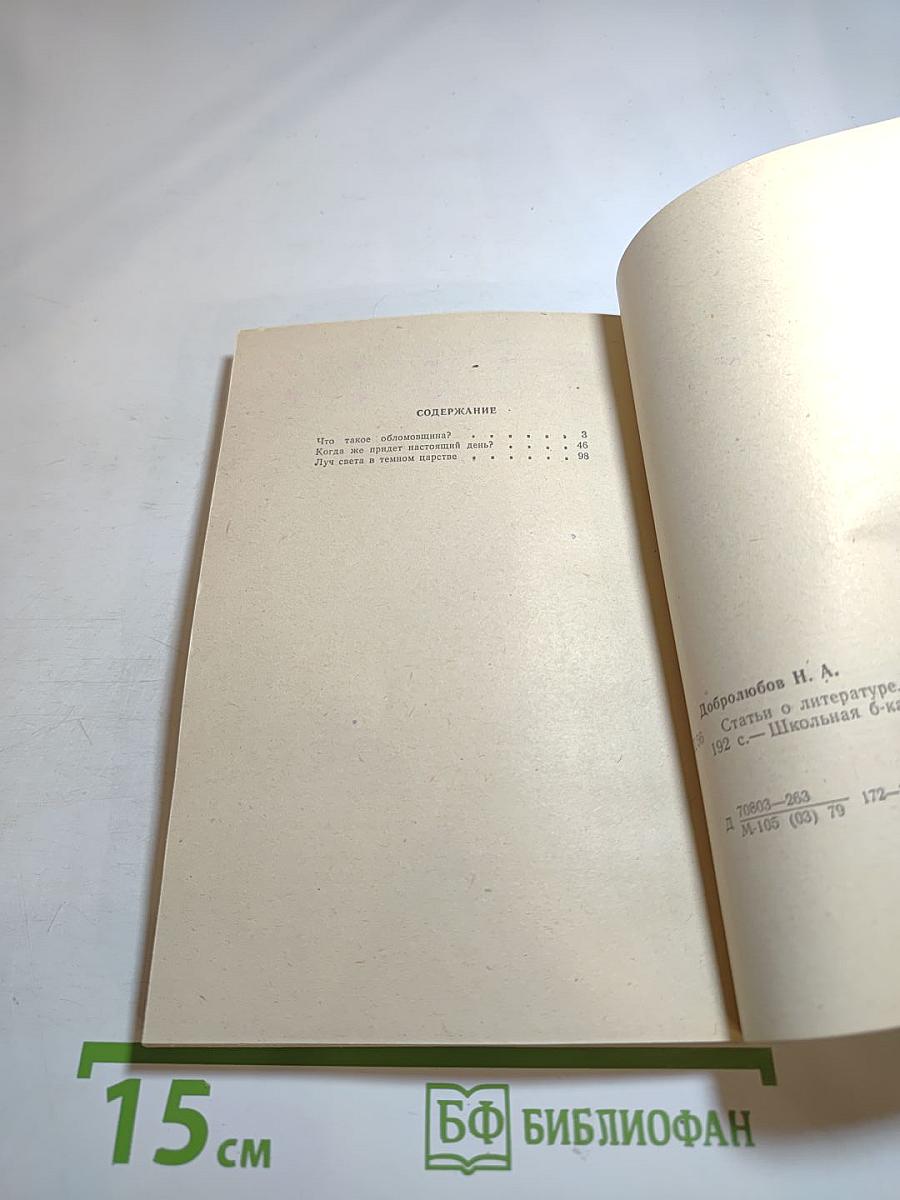 СОДЕРЖАНИЕ
Что такое обломовщина? . . . . . . 3
Когда же придет настоящий день? . . . . 46
Луч света в темном царстве . . . . . . 98
Добролюбов Н. А.
Статьи о литературе.
192 с.— Школьная б-ка
Д 70803—263 172—
М-105 (03) 79
15 см
БФ БИБЛИОФАН